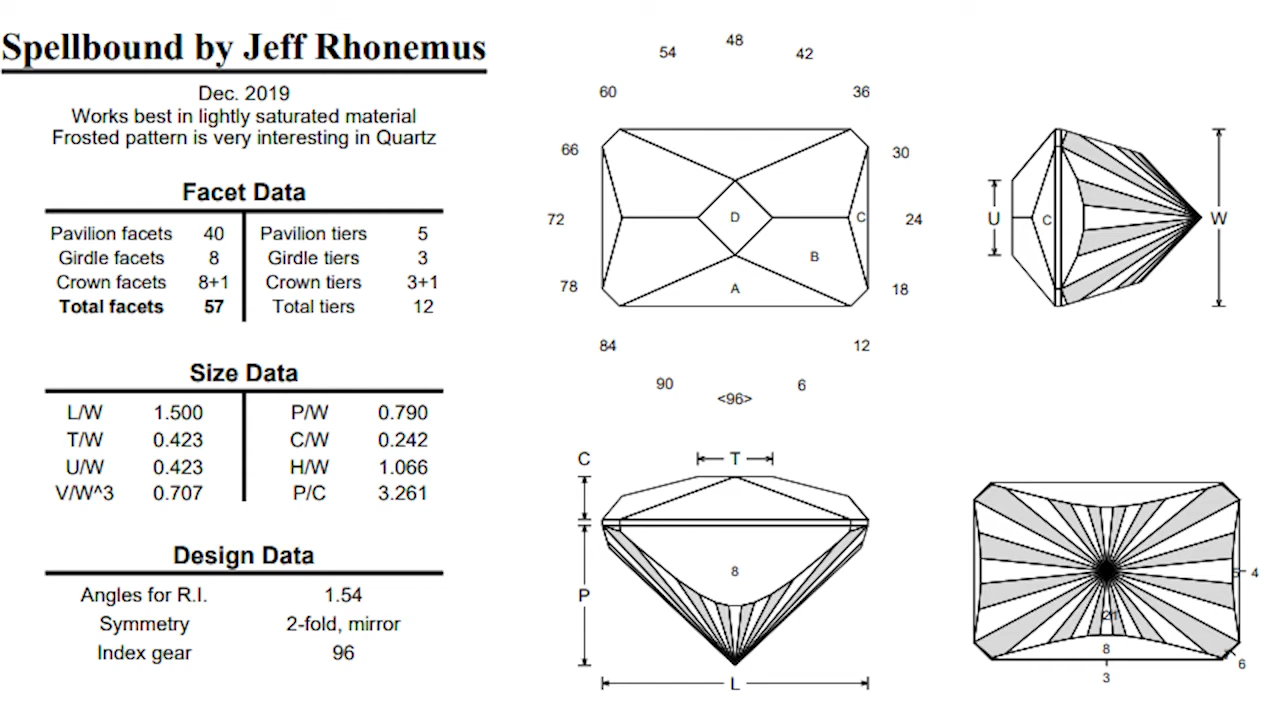 Spellbound by Jeff Rhonemus
Dec. 2019
Works best in lightly saturated material
Frosted pattern is very interesting in Quartz
Facet Data
Pavilion facets 40 Pavilion tiers 5
Girdle facets 8 Girdle tiers 3
Crown facets 8+1 Crown tiers 3+1
Total facets 57 Total tiers 12
Size Data
L/W 1.500 P/W 0.790
T/W 0.423 C/W 0.242
U/W 0.423 H/W 1.066
V/W^3 0.707 P/C 3.261
Design Data
Angles for R.I. 1.54
Symmetry 2-fold, mirror
Index gear 96
54 48 42
60 36
66 30
72 D C 24
B
78 A 18
84 12
90 6
<96>
U C W
C T
8
P
L
5 4
8
6
3